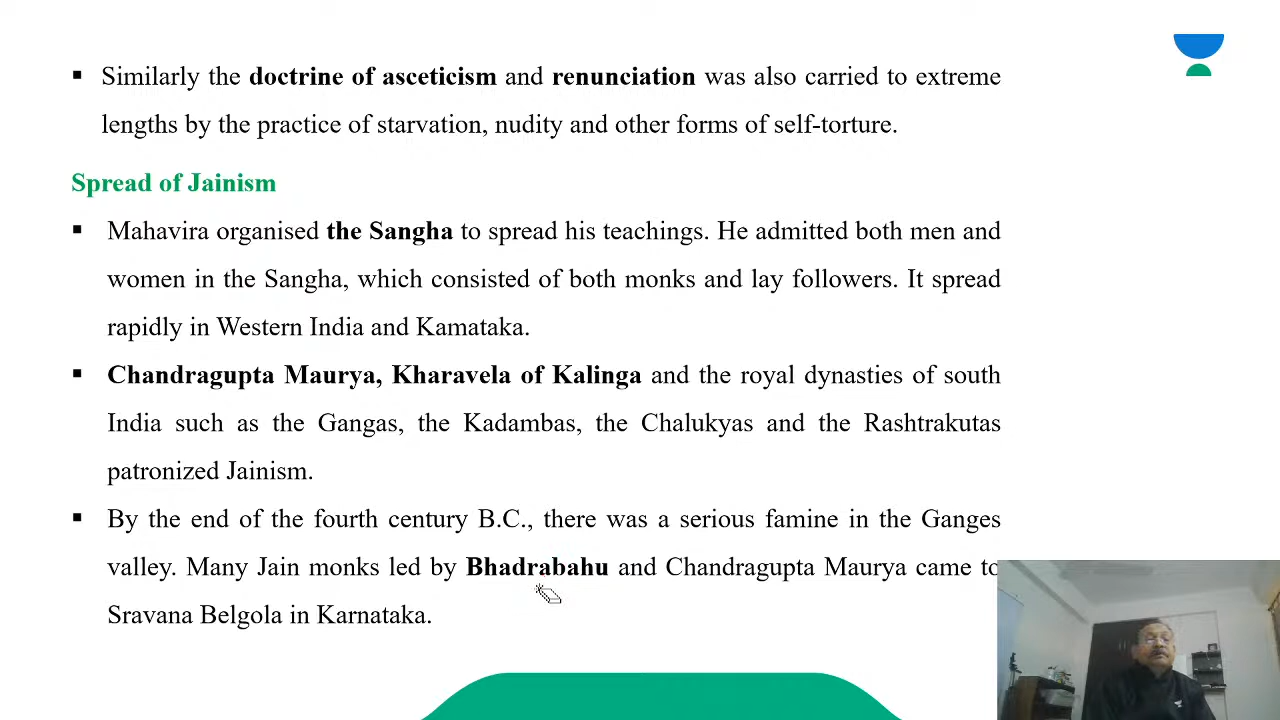 ▪ Similarly the doctrine of asceticism and renunciation was also carried to extreme
lengths by the practice of starvation, nudity and other forms of self-torture.
Spread of Jainism
▪ Mahavira organised the Sangha to spread his teachings. He admitted both men and
women in the Sangha, which consisted of both monks and lay followers. It spread
rapidly in Western India and Kamataka.
▪ Chandragupta Maurya, Kharavela of Kalinga and the royal dynasties of south
India such as the Gangas, the Kadambas, the Chalukyas and the Rashtrakutas
patronized Jainism.
▪ By the end of the fourth century B.C., there was a serious famine in the Ganges
valley. Many Jain monks led by Bhadrabahu and Chandragupta Maurya came to
Sravana Belgola in Karnataka.